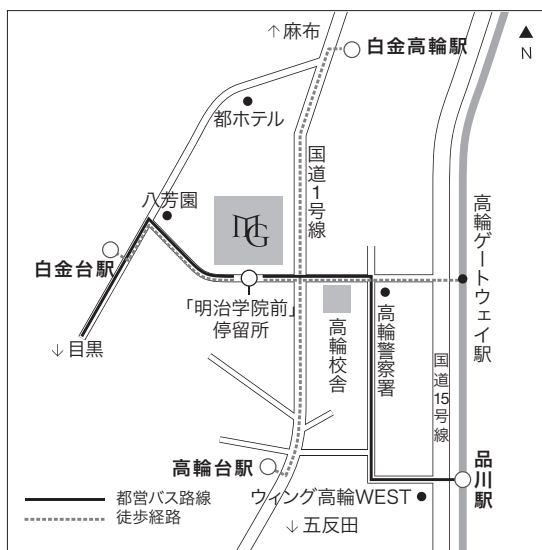 ↑麻布
白金高輪駅
▲
N
都ホテル
国道1号線
八芳園
MG
白金台駅
高輪ゲートウェイ駅
「明治学院前」
停留所
高輪校舎
高輪警察署
↓目黒
国道15号線
高輪台駅
品川駅
都営バス路線
徒歩経路
ウィング高輪WEST
↓五反田